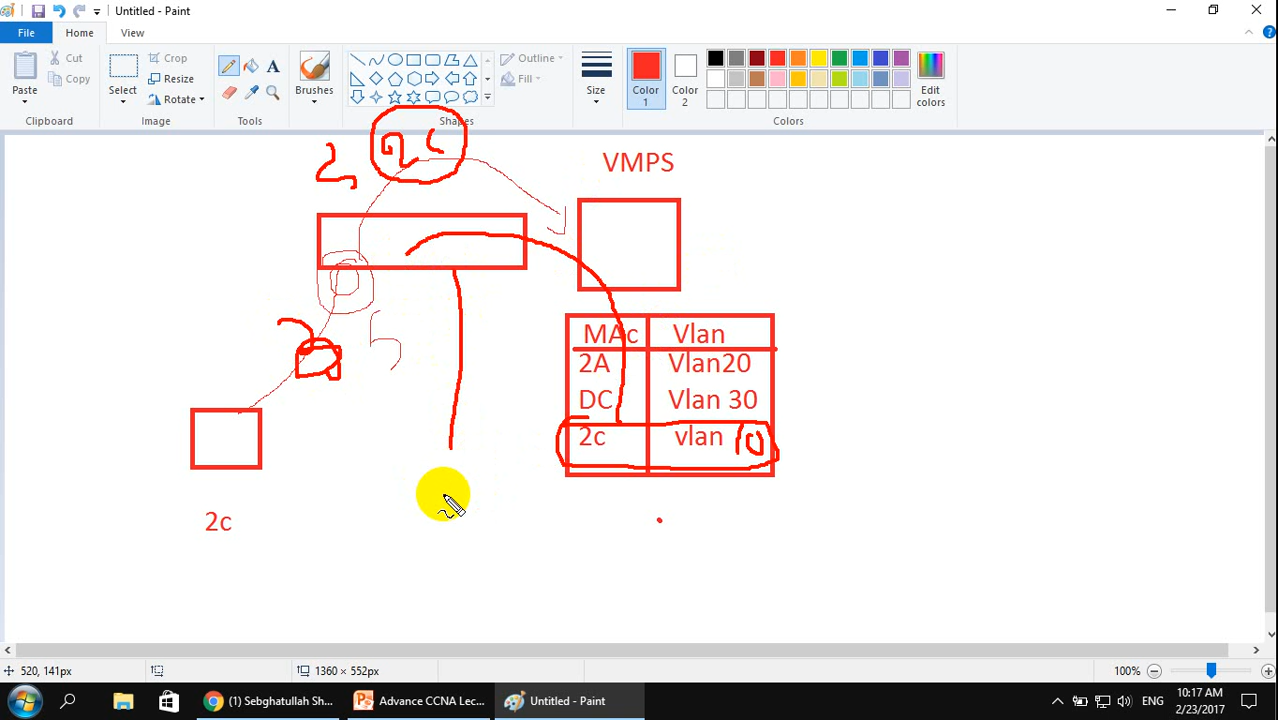 Untitled - Paint
File Home View
Paste
Cut
Copy
Clipboard
Select
Crop
Resize
Rotate
Image
A
Tools
Brushes
Outline
Fill
Shapes
Size
Color 1
Color 2
Edit colors
Colors
2, 2c
VMPS
5
MAc Vlan
2A Vlan20
DC Vlan 30
2c vlan 10
2c
520, 141px
1360 × 552px
100%
(1) Sebghatullah Sh...
Advance CCNA Lec...
Untitled - Paint
ENG
10:17 AM
2/23/2017